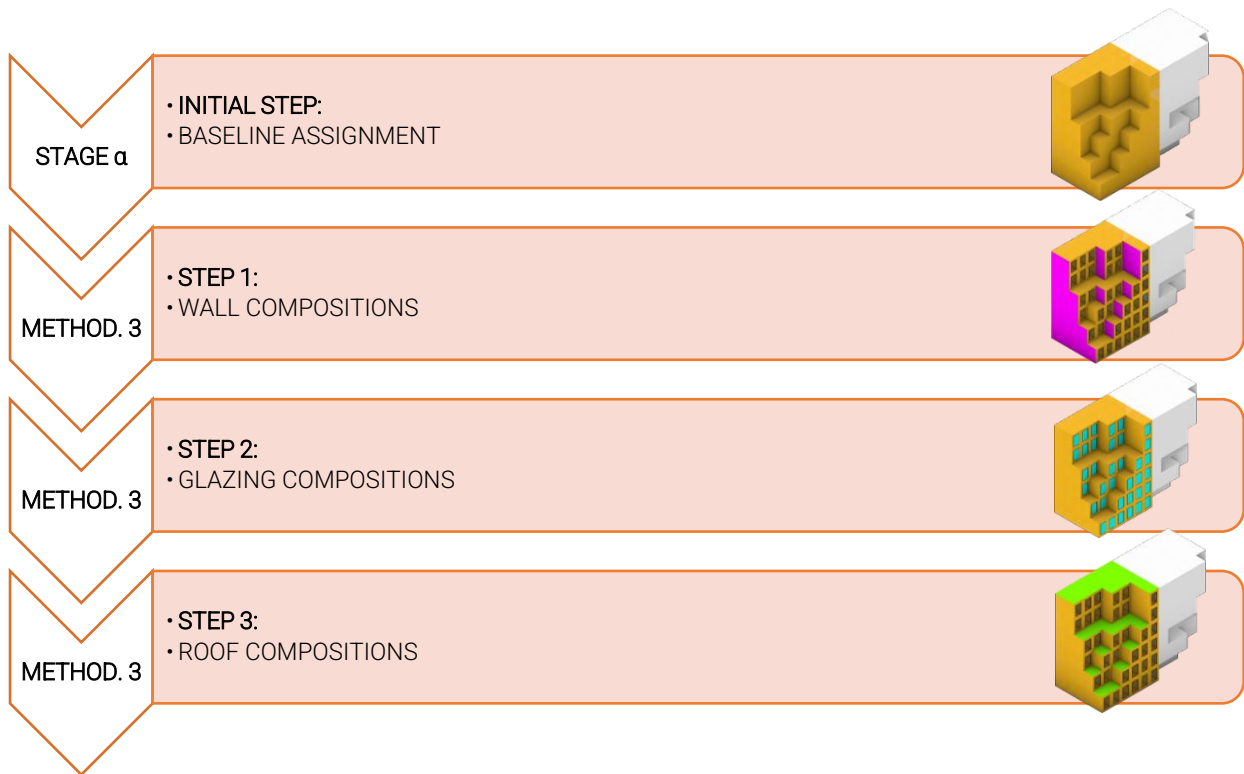 STAGE α
• INITIAL STEP:
• BASELINE ASSIGNMENT
METHOD. 3
• STEP 1:
• WALL COMPOSITIONS
METHOD. 3
• STEP 2:
• GLAZING COMPOSITIONS
METHOD. 3
• STEP 3:
• ROOF COMPOSITIONS